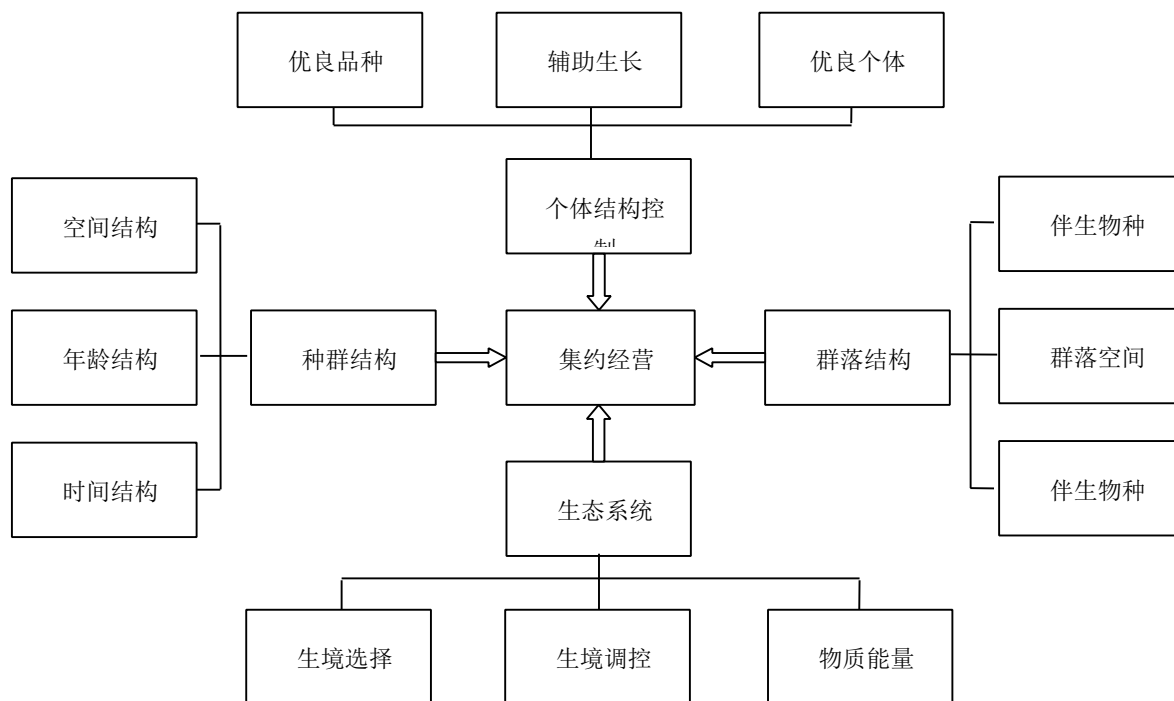 优良品种
辅助生长
优良个体
个体结构控
制
空间结构
伴生物种
年龄结构
种群结构
集约经营
群落结构
群落空间
时间结构
生态系统
伴生物种
生境选择
生境调控
物质能量